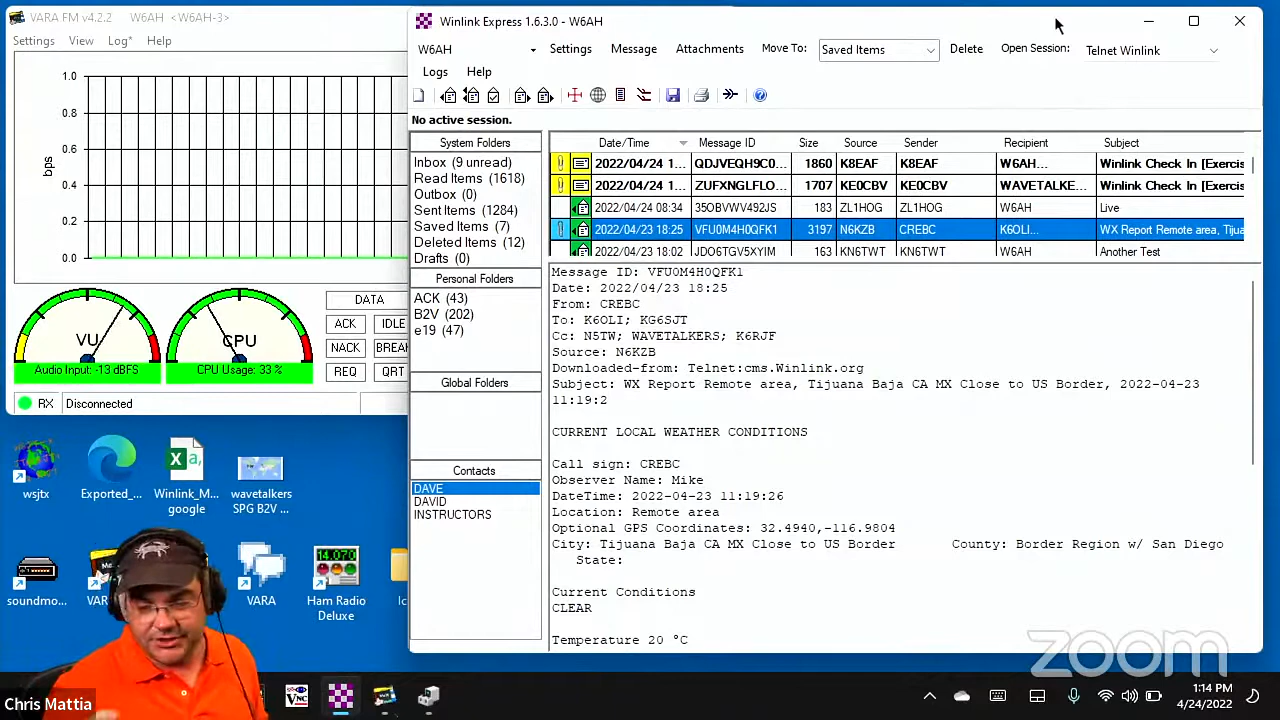 VARA FM v4.2.2 W6AH <W6AH-3>
Settings View Log* Help
1.0
0.8
0.6
0.4
0.2
0.0
bps
VU
Audio Input: -13 dBFS
CPU
CPU Usage: 33 %
DATA
ACK IDLE
NACK BREAK
REQ QRT
RX Disconnected
Winlink Express 1.6.3.0 - W6AH
W6AH Settings Message Attachments Move To: Saved Items Delete Open Session: Telnet Winlink
Logs Help
No active session.
System Folders
Inbox (9 unread)
Read Items (1618)
Outbox (0)
Sent Items (1284)
Saved Items (7)
Deleted Items (12)
Drafts (0)
Personal Folders
ACK (43)
B2V (202)
e19 (47)
Global Folders
Contacts
DAVE
DAVID
INSTRUCTORS
Date/Time Message ID Size Source Sender Recipient Subject
2022/04/24 1... QDJVEQH9C0... 1860 K8EAF K8EAF W6AH... Winlink Check In [Exercis
2022/04/24 1... ZUFXNGLFLO... 1707 KE0CBV KE0CBV WAVETALKE... Winlink Check In [Exercis
2022/04/24 08:34 35OBVWV492JS 183 ZL1HOG ZL1HOG W6AH Live
2022/04/23 18:25 VFU0M4H0QFK1 3197 N6KZB CREBC K6OLI... WX Report Remote area, Tijua
2022/04/23 18:02 JDO6TGV5XYIM 163 KN6TWT KN6TWT W6AH Another Test
Message ID: VFU0M4H0QFK1
Date: 2022/04/23 18:25
From: CREBC
To: K6OLI; KG6SJT
Cc: N5TW; WAVETALKERS; K6RJF
Source: N6KZB
Downloaded-from: Telnet:cms.Winlink.org
Subject: WX Report Remote area, Tijuana Baja CA MX Close to US Border, 2022-04-23
11:19:2
CURRENT LOCAL WEATHER CONDITIONS
Call sign: CREBC
Observer Name: Mike
DateTime: 2022-04-23 11:19:26
Location: Remote area
Optional GPS Coordinates: 32.4940,-116.9804
City: Tijuana Baja CA MX Close to US Border County: Border Region w/ San Diego
State:
Current Conditions
CLEAR
Temperature 20 °C
wsjtx
Exported_...
Winlink_M...
google
wavetalkers
SPG B2V ...
soundmo...
VAR
VARA
14.070
Ham Radio
Deluxe
Ic
zoom
Chris Mattia
VNC
1:14 PM
4/24/2022